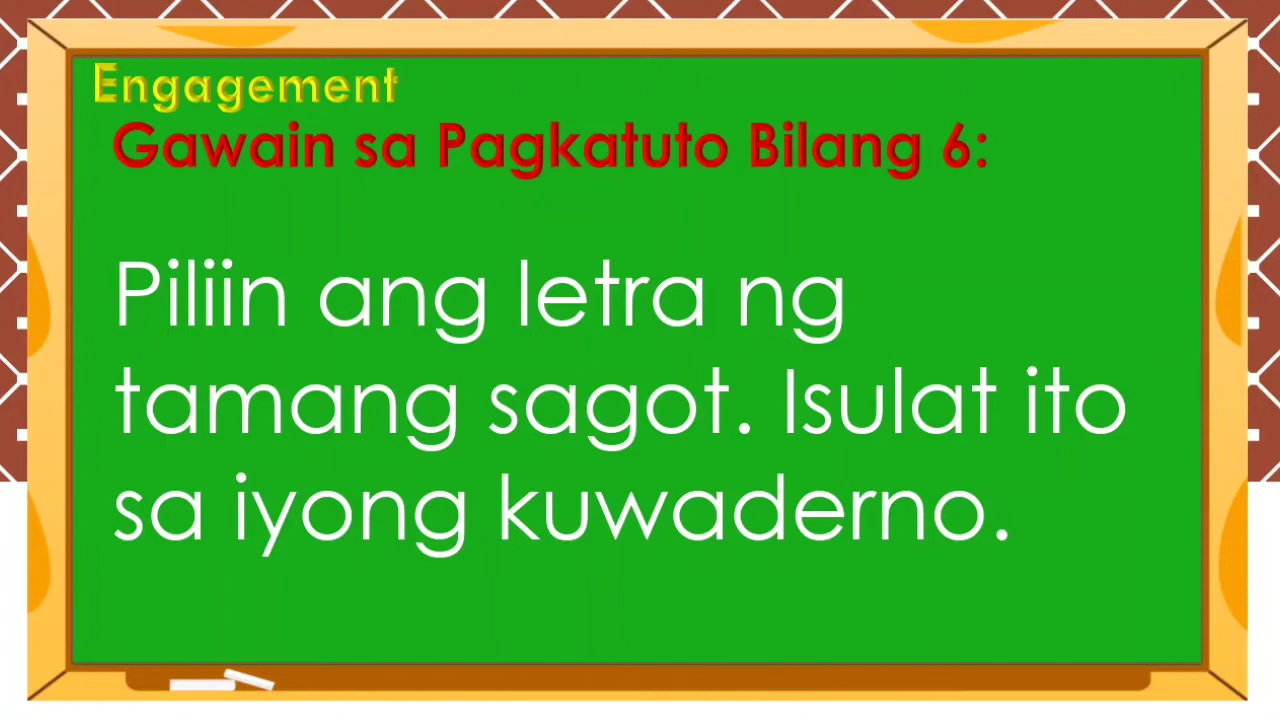 Engagement
Gawain sa Pagkatuto Bilang 6:
Piliin ang letra ng
tamang sagot. Isulat ito
sa iyong kuwaderno.